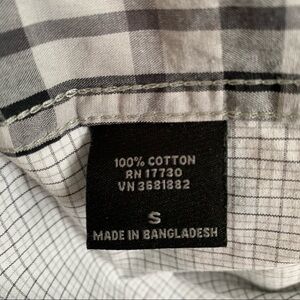 100% COTTON
RN 17730
VN 3681882
S
MADE IN BANGLADESH